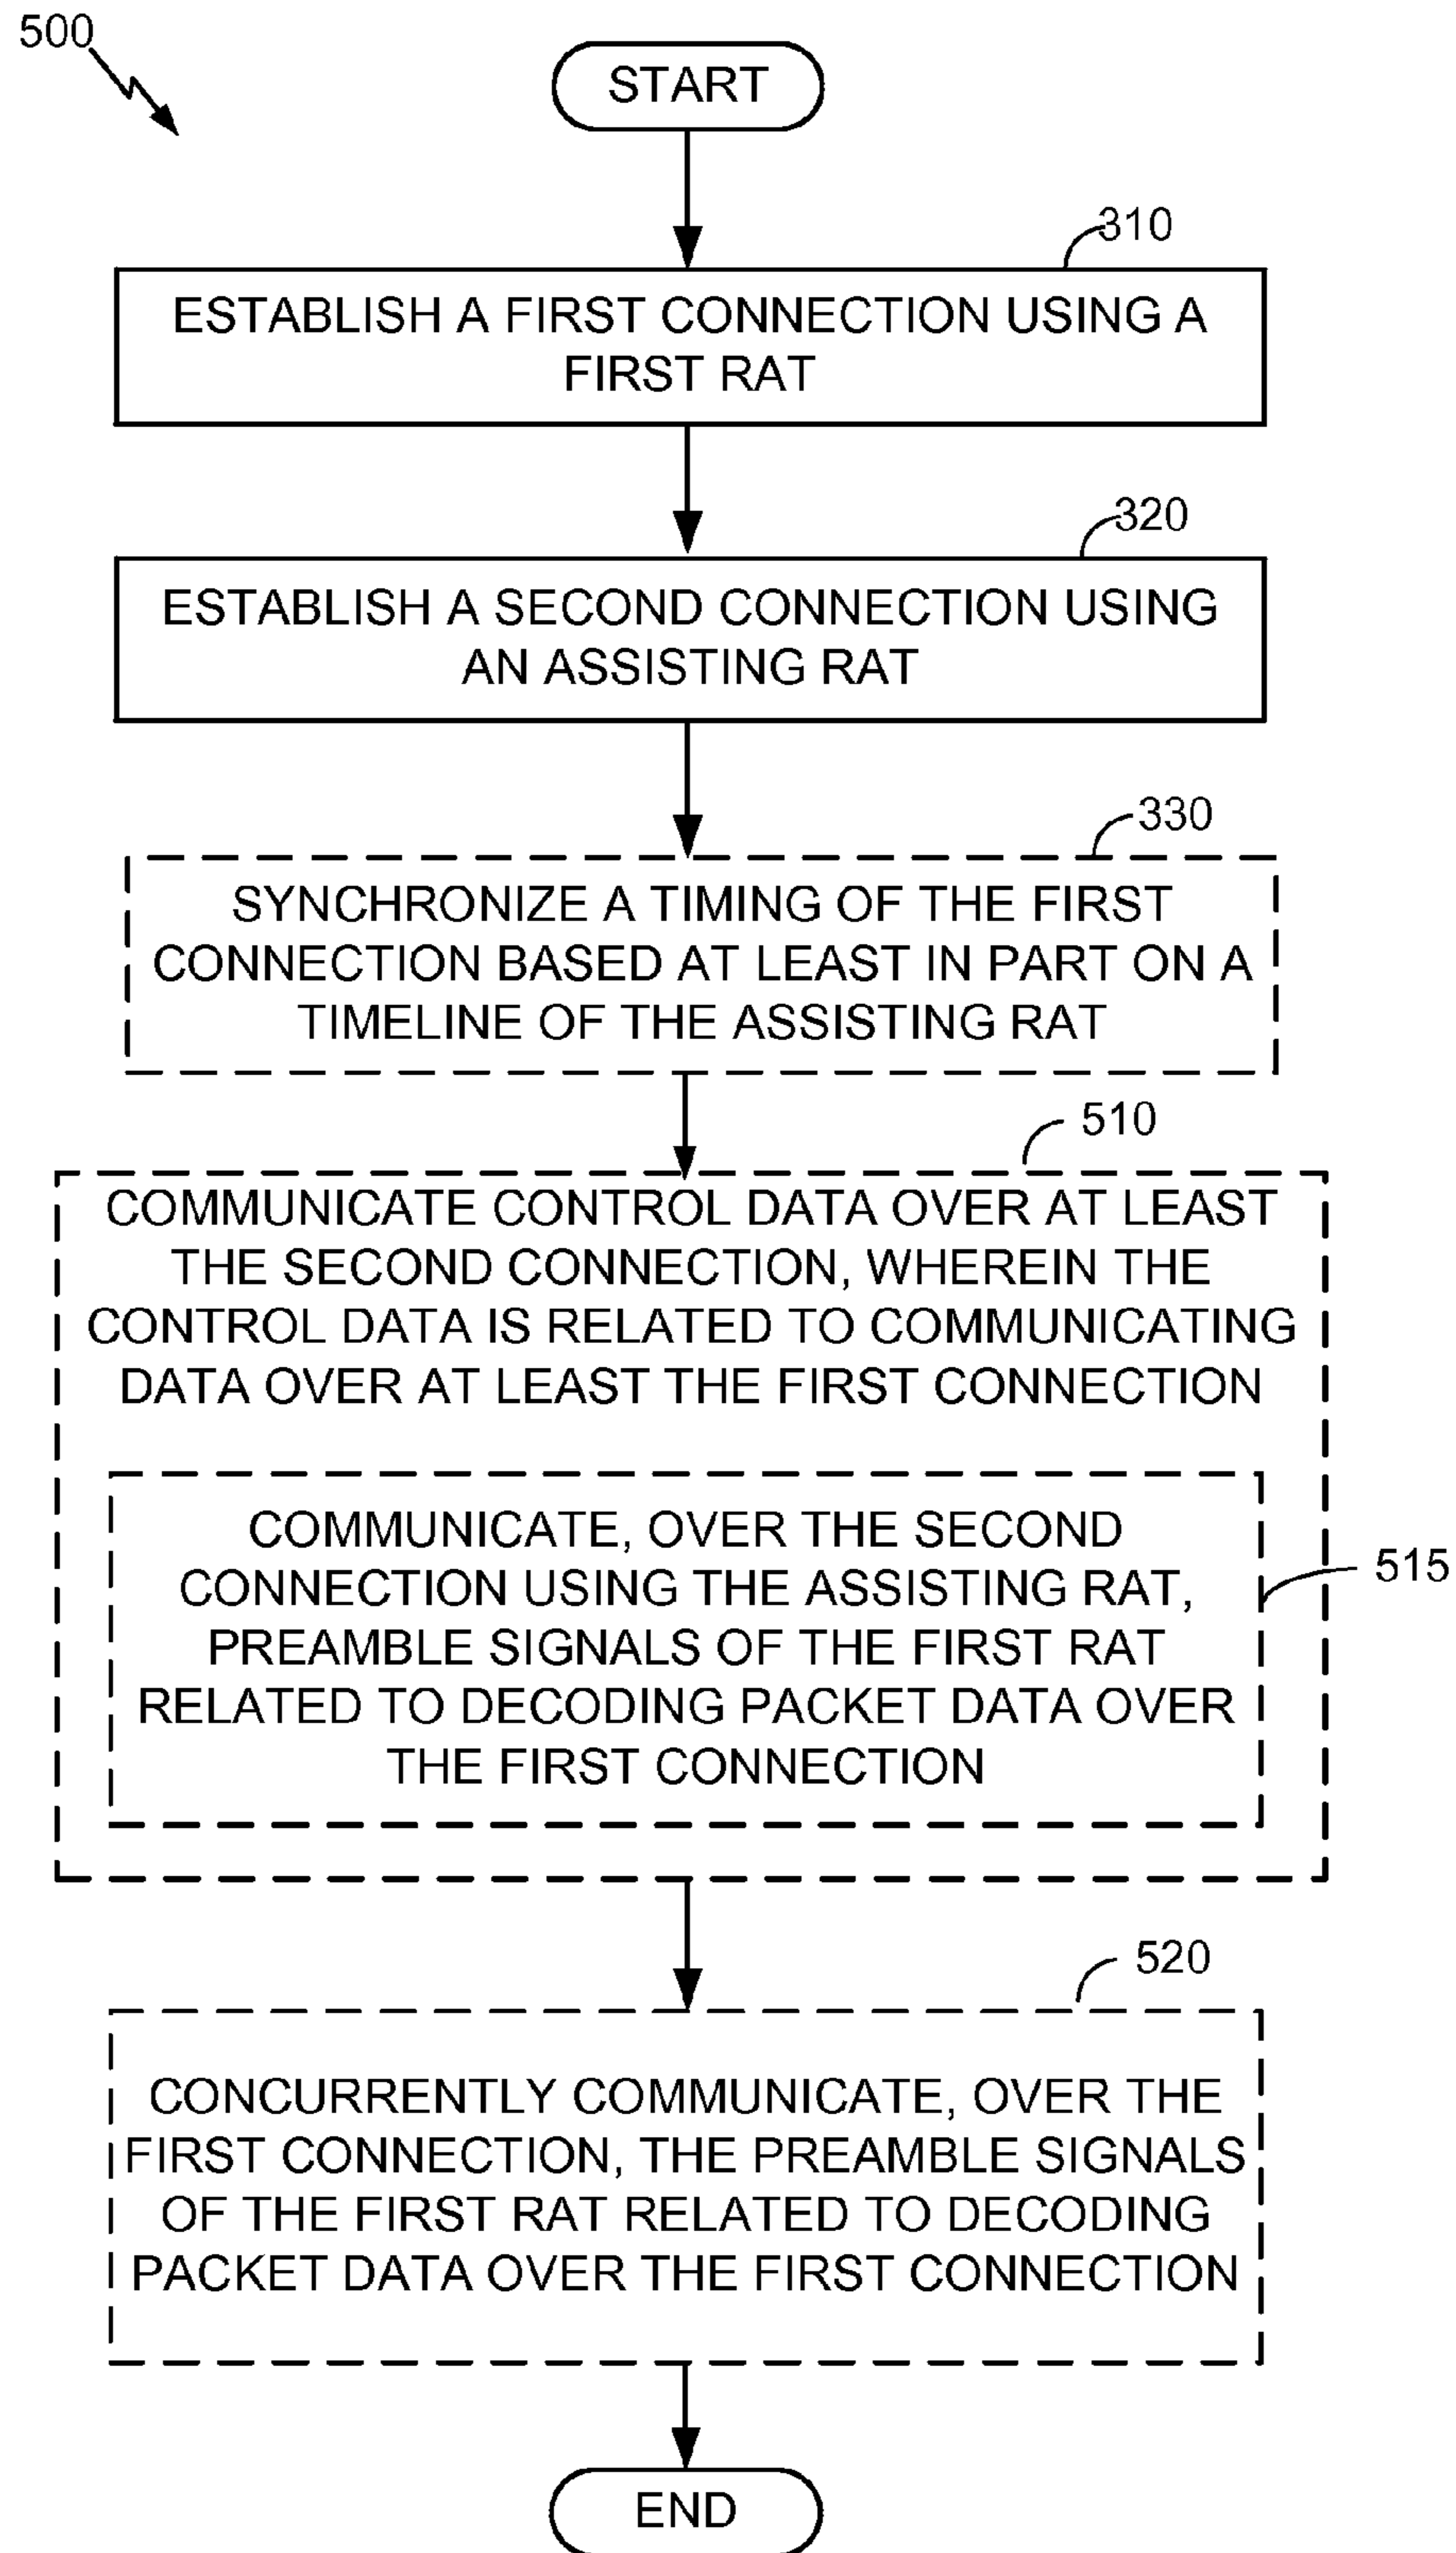 500
START
310
ESTABLISH A FIRST CONNECTION USING A
FIRST RAT
320
ESTABLISH A SECOND CONNECTION USING
AN ASSISTING RAT
330
SYNCHRONIZE A TIMING OF THE FIRST
CONNECTION BASED AT LEAST IN PART ON A
TIMELINE OF THE ASSISTING RAT
510
COMMUNICATE CONTROL DATA OVER AT LEAST
THE SECOND CONNECTION, WHEREIN THE
CONTROL DATA IS RELATED TO COMMUNICATING
DATA OVER AT LEAST THE FIRST CONNECTION
COMMUNICATE, OVER THE SECOND
CONNECTION USING THE ASSISTING RAT,
PREAMBLE SIGNALS OF THE FIRST RAT
RELATED TO DECODING PACKET DATA OVER
THE FIRST CONNECTION
515
520
CONCURRENTLY COMMUNICATE, OVER THE
FIRST CONNECTION, THE PREAMBLE SIGNALS
OF THE FIRST RAT RELATED TO DECODING
PACKET DATA OVER THE FIRST CONNECTION
END